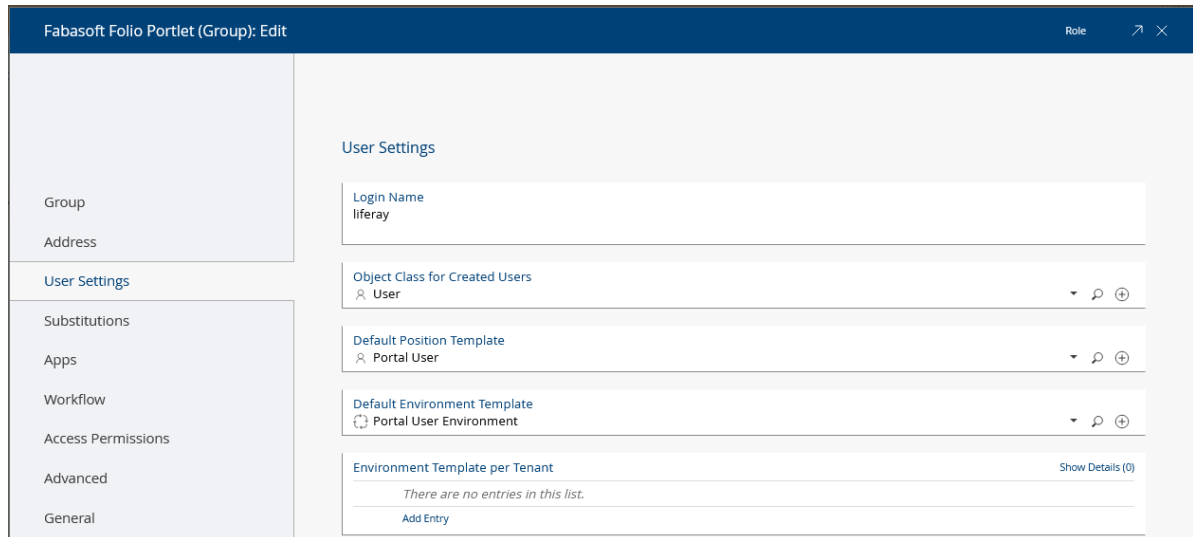 Fabasoft Folio Portlet (Group): Edit
Role
Group
Address
User Settings
Substitutions
Apps
Workflow
Access Permissions
Advanced
General
User Settings
Login Name
liferay
Object Class for Created Users
User
Default Position Template
Portal User
Default Environment Template
Portal User Environment
Environment Template per Tenant
Show Details (0)
There are no entries in this list.
Add Entry